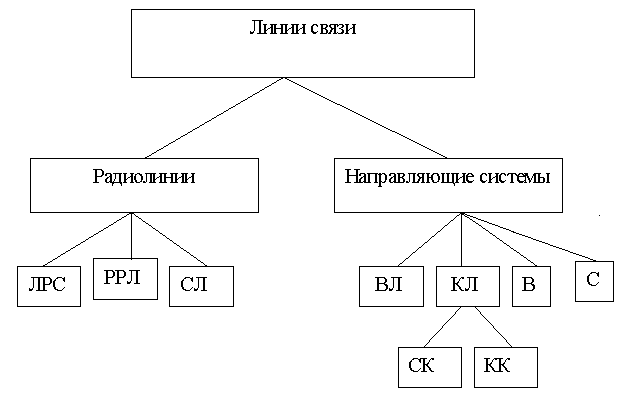 Линии связи
Радиолинии
Направляющие системы
ЛРС
РРЛ
СЛ
ВЛ
КЛ
В
С
СК
КК